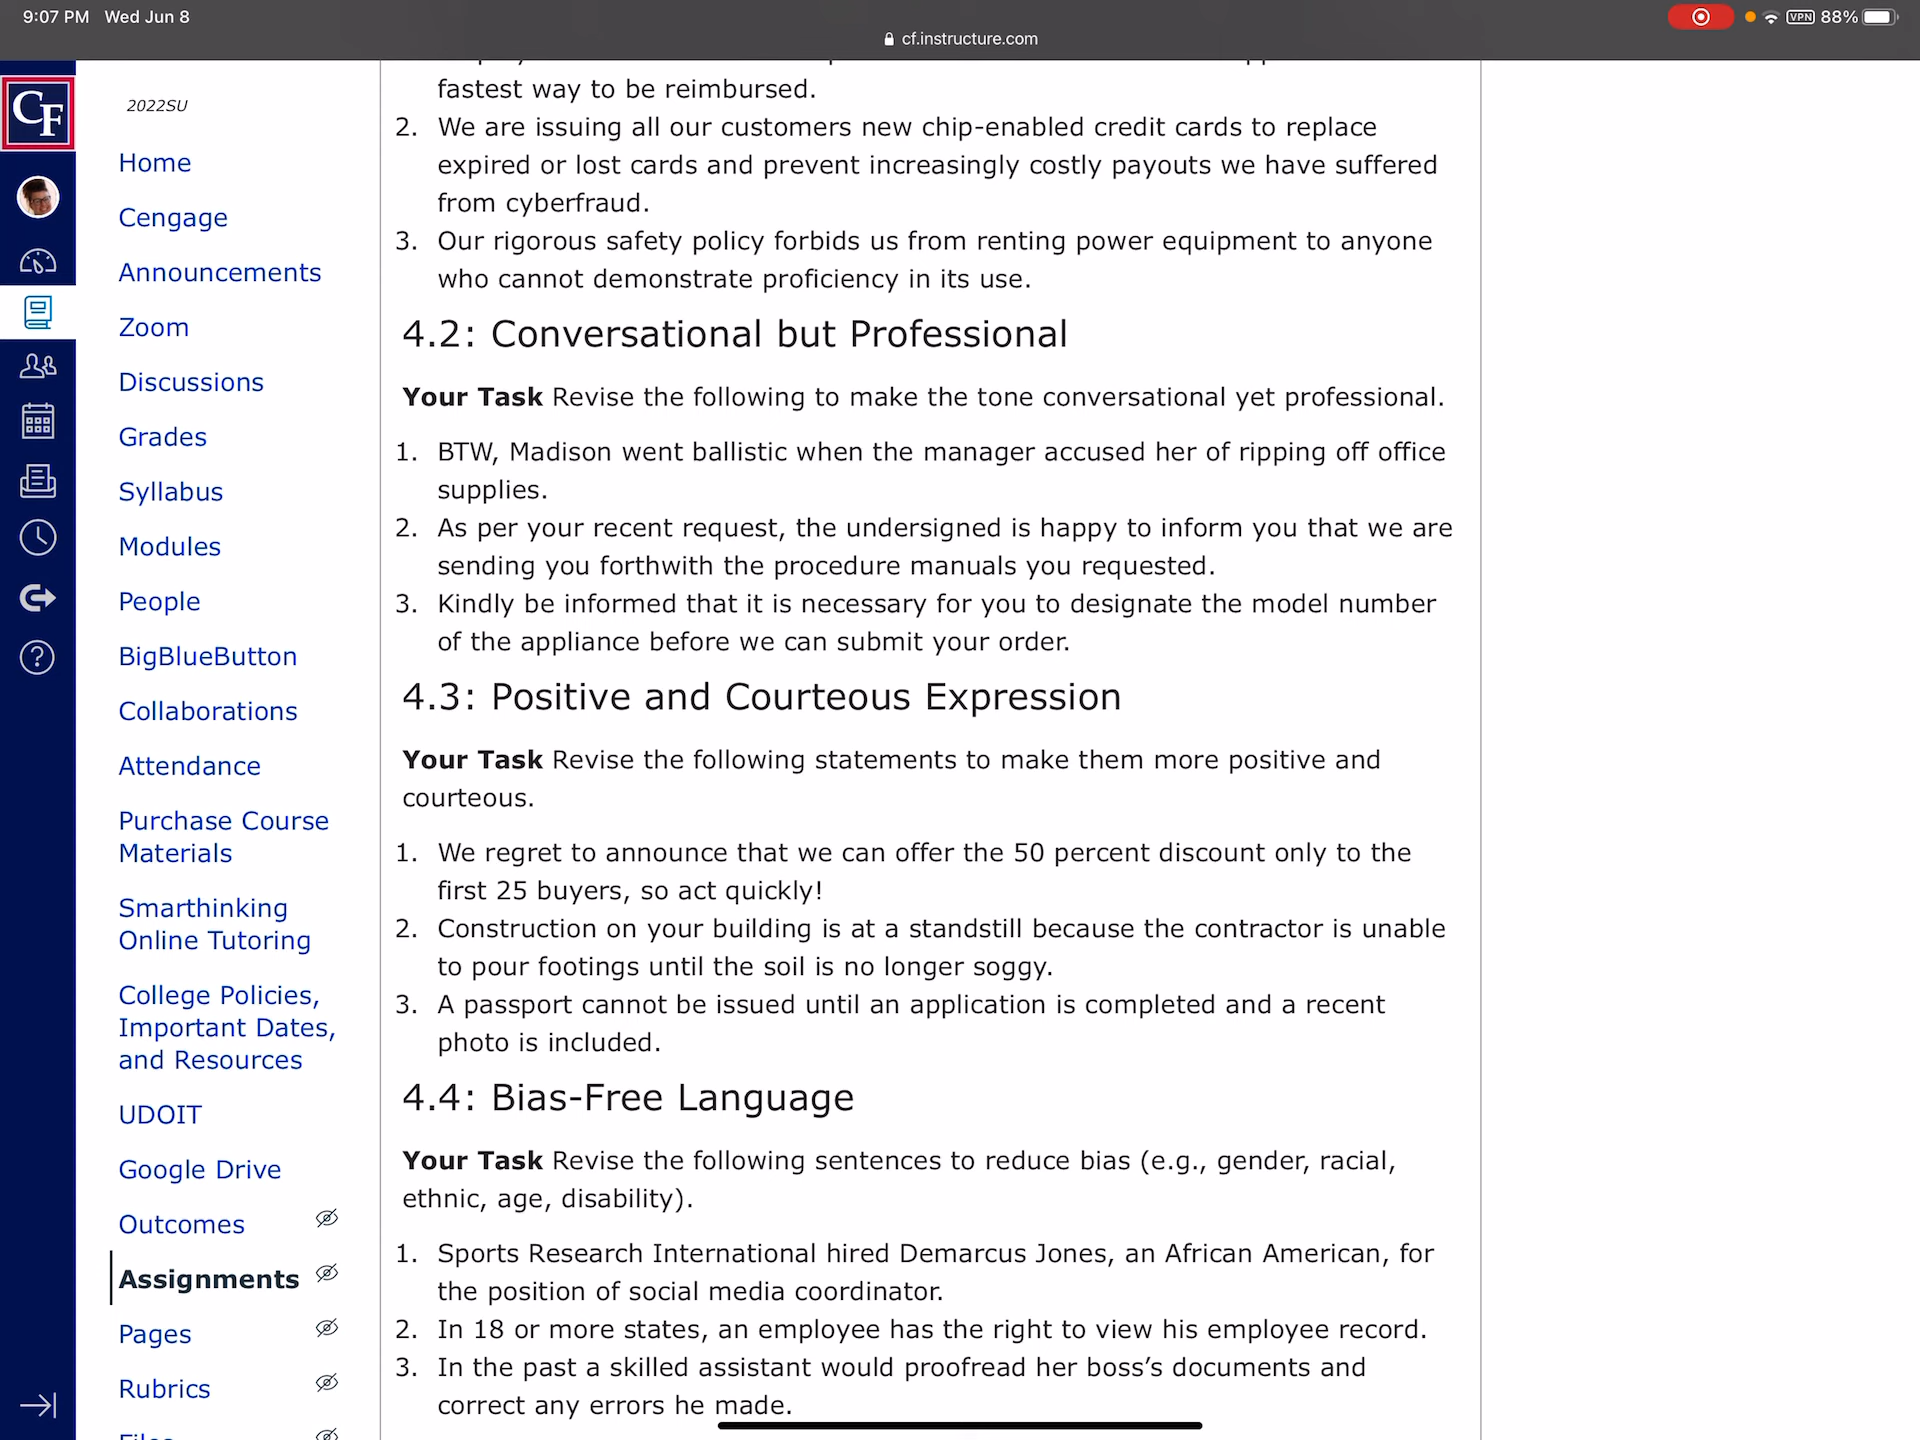 9:07 PM Wed Jun 8
VPN 88%
cf.instructure.com
CF
2022SU
Home
Cengage
Announcements
Zoom
Discussions
Grades
Syllabus
Modules
People
BigBlueButton
Collaborations
Attendance
Purchase Course
Materials
Smarthinking
Online Tutoring
College Policies,
Important Dates,
and Resources
UDOIT
Google Drive
Outcomes
Assignments
Pages
Rubrics
Files
fastest way to be reimbursed.
2. We are issuing all our customers new chip-enabled credit cards to replace
expired or lost cards and prevent increasingly costly payouts we have suffered
from cyberfraud.
3. Our rigorous safety policy forbids us from renting power equipment to anyone
who cannot demonstrate proficiency in its use.
4.2: Conversational but Professional
Your Task Revise the following to make the tone conversational yet professional.
1. BTW, Madison went ballistic when the manager accused her of ripping off office
supplies.
2. As per your recent request, the undersigned is happy to inform you that we are
sending you forthwith the procedure manuals you requested.
3. Kindly be informed that it is necessary for you to designate the model number
of the appliance before we can submit your order.
4.3: Positive and Courteous Expression
Your Task Revise the following statements to make them more positive and
courteous.
1. We regret to announce that we can offer the 50 percent discount only to the
first 25 buyers, so act quickly!
2. Construction on your building is at a standstill because the contractor is unable
to pour footings until the soil is no longer soggy.
3. A passport cannot be issued until an application is completed and a recent
photo is included.
4.4: Bias-Free Language
Your Task Revise the following sentences to reduce bias (e.g., gender, racial,
ethnic, age, disability).
1. Sports Research International hired Demarcus Jones, an African American, for
the position of social media coordinator.
2. In 18 or more states, an employee has the right to view his employee record.
3. In the past a skilled assistant would proofread her boss’s documents and
correct any errors he made.